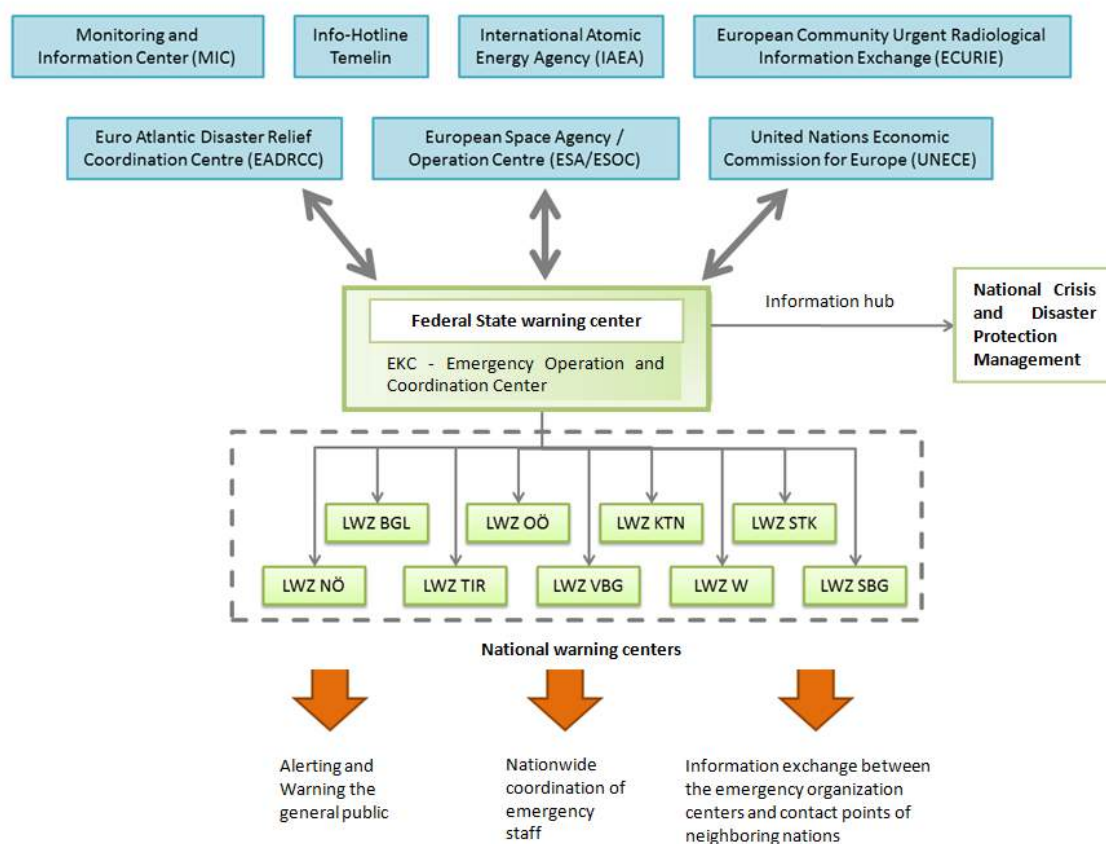 Monitoring and
Information Center (MIC)
Info-Hotline
Temelin
International Atomic
Energy Agency (IAEA)
European Community Urgent Radiological
Information Exchange (ECURIE)
Euro Atlantic Disaster Relief
Coordination Centre (EADRCC)
European Space Agency /
Operation Centre (ESA/ESOC)
United Nations Economic
Commission for Europe (UNECE)
Federal State warning center
EKC - Emergency Operation and
Coordination Center
Information hub
National Crisis
and Disaster
Protection
Management
LWZ BGL
LWZ OÖ
LWZ KTN
LWZ STK
LWZ NÖ
LWZ TIR
LWZ VBG
LWZ W
LWZ SBG
National warning centers
Alerting and
Warning the
general public
Nationwide
coordination of
emergency
staff
Information exchange between
the emergency organization
centers and contact points of
neighboring nations